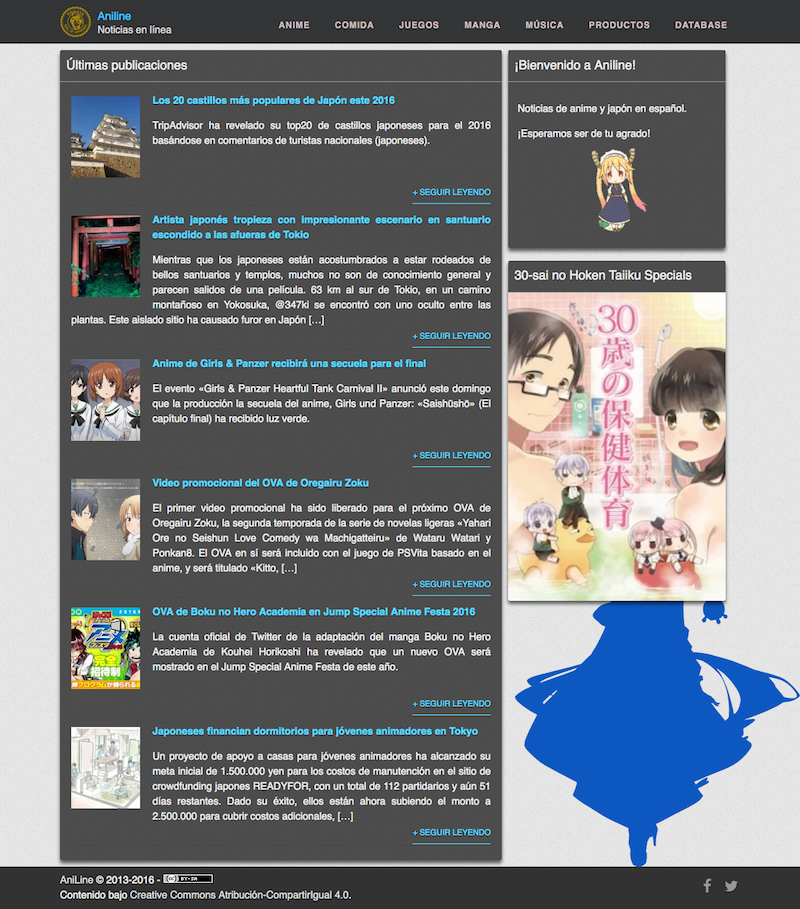 Aniline
Noticias en línea
ANIME COMIDA JUEGOS MANGA MÚSICA PRODUCTOS DATABASE
Últimas publicaciones
Los 20 castillos más populares de Japón este 2016
TripAdvisor ha revelado su top20 de castillos japoneses para el 2016
basándose en comentarios de turistas nacionales (japoneses).
+ SEGUIR LEYENDO
Artista japonés tropieza con impresionante escenario en santuario
escondido a las afueras de Tokio
Mientras que los japoneses están acostumbrados a estar rodeados de
bellos santuarios y templos, muchos no son de conocimiento general y
parecen salidos de una película. 63 km al sur de Tokio, en un camino
montañoso en Yokosuka, @347ki se encontró con uno oculto entre las
plantas. Este aislado sitio ha causado furor en Japón […]
+ SEGUIR LEYENDO
Anime de Girls & Panzer recibirá una secuela para el final
El evento «Girls & Panzer Heartful Tank Carnival II» anunció este domingo
que la producción la secuela del anime, Girls und Panzer: «Saishūshō» (El
capítulo final) ha recibido luz verde.
+ SEGUIR LEYENDO
Video promocional del OVA de Oregairu Zoku
El primer video promocional ha sido liberado para el próximo OVA de
Oregairu Zoku, la segunda temporada de la serie de novelas ligeras «Yahari
Ore no Seishun Love Comedy wa Machigatteiru» de Wataru Watari y
Ponkan8. El OVA en sí será incluido con el juego de PSVita basado en el
anime, y será titulado «Kitto, […]
+ SEGUIR LEYENDO
OVA de Boku no Hero Academia en Jump Special Anime Festa 2016
La cuenta oficial de Twitter de la adaptación del manga Boku no Hero
Academia de Kouhei Horikoshi ha revelado que un nuevo OVA será
mostrado en el Jump Special Anime Festa de este año.
+ SEGUIR LEYENDO
Japoneses financian dormitorios para jóvenes animadores en Tokyo
Un proyecto de apoyo a casas para jóvenes animadores ha alcanzado su
meta inicial de 1.500.000 yen para los costos de manutención en el sitio de
crowdfunding japones READYFOR, con un total de 112 partidarios y aún 51
días restantes. Dado su éxito, ellos están ahora subiendo el monto a
2.500.000 para cubrir costos adicionales, […]
+ SEGUIR LEYENDO
¡Bienvenido a Aniline!
Noticias de anime y japón en español.
¡Esperamos ser de tu agrado!
30-sai no Hoken Taiiku Specials
30歳の保健体育
アニメ
完全
招待制
AniLine © 2013-2016 - BY-SA
Contenido bajo Creative Commons Atribución-CompartirIgual 4.0.